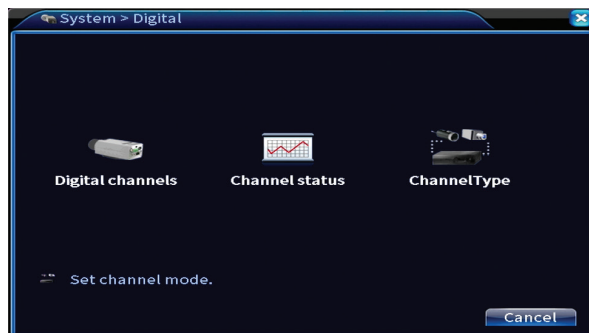 System > Digital
Digital channels
Channel status
ChannelType
Set channel mode.
Cancel